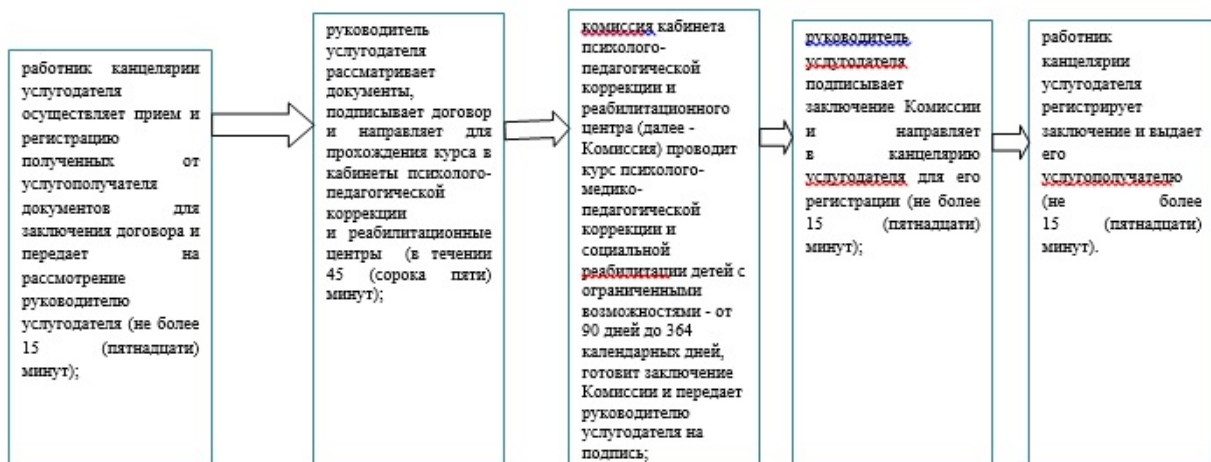 работник канцелярии
услугодателя
осуществляет прием и
регистрацию
полученных от
услугополучателя
документов для
заключения договора и
передает на
рассмотрение
руководителю
услугодателя (не более
15 (пятнадцати)
минут);
руководитель
услугодателя
рассматривает
документы,
подписывает договор
и направляет для
прохождения курса в
кабинеты психолого-
педагогической
коррекции
и реабилитационные
центры (в течении
45 (сорока пяти)
минут);
комиссия кабинета
психолого-
педагогической
коррекции и
реабилитационного
центра (далее -
Комиссия) проводит
курс психолого-
медико-
педагогической
коррекции и
социальной
реабилитации детей с
ограниченными
возможностями - от
90 дней до 364
календарных дней,
готовит заключение
Комиссии и передает
руководителю
услугодателя на
подпись;
руководитель
услугодателя
подписывает
заключение Комиссии
и направляет
в канцелярию
услугодателя для его
регистрации (не более
15 (пятнадцати)
минут);
работник
канцелярии
услугодателя
регистрирует
заключение и выдает
его
услугополучателю
(не более
15 (пятнадцати)
минут).